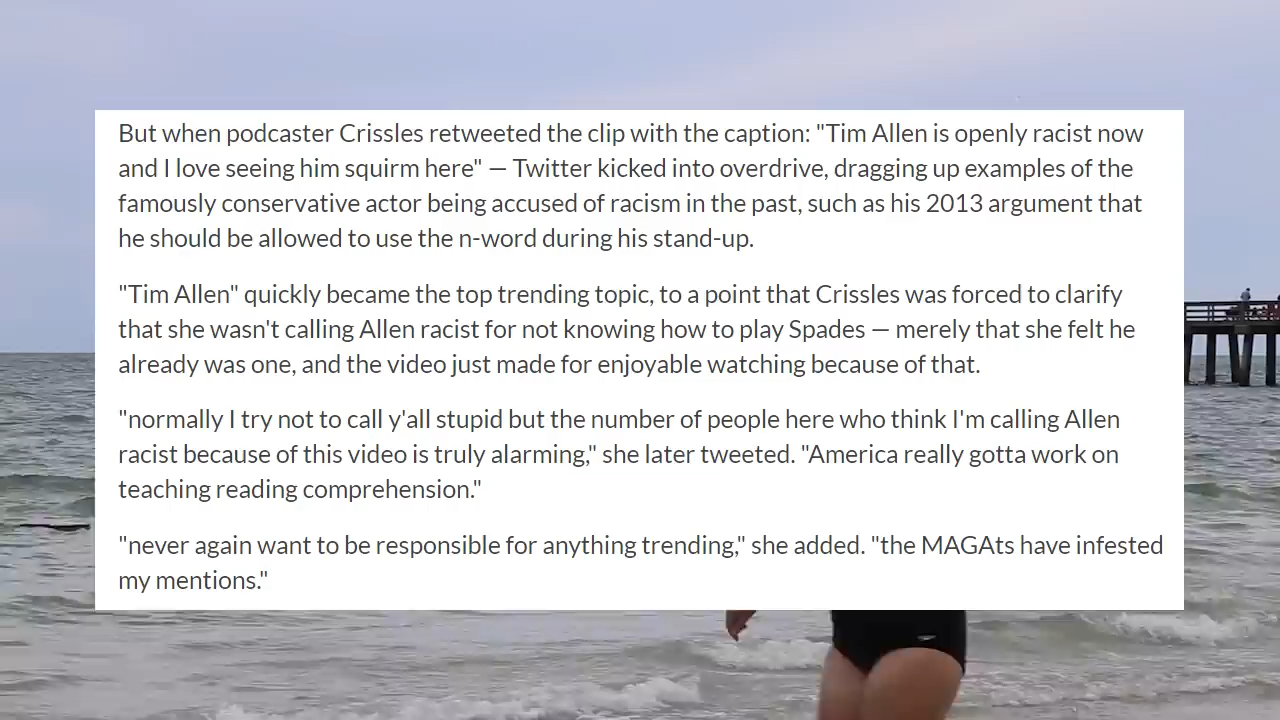 But when podcaster Crissles retweeted the clip with the caption: "Tim Allen is openly racist now
and I love seeing him squirm here" — Twitter kicked into overdrive, dragging up examples of the
famously conservative actor being accused of racism in the past, such as his 2013 argument that
he should be allowed to use the n-word during his stand-up.
"Tim Allen" quickly became the top trending topic, to a point that Crissles was forced to clarify
that she wasn't calling Allen racist for not knowing how to play Spades — merely that she felt he
already was one, and the video just made for enjoyable watching because of that.
"normally I try not to call y'all stupid but the number of people here who think I'm calling Allen
racist because of this video is truly alarming," she later tweeted. "America really gotta work on
teaching reading comprehension."
"never again want to be responsible for anything trending," she added. "the MAGAts have infested
my mentions."